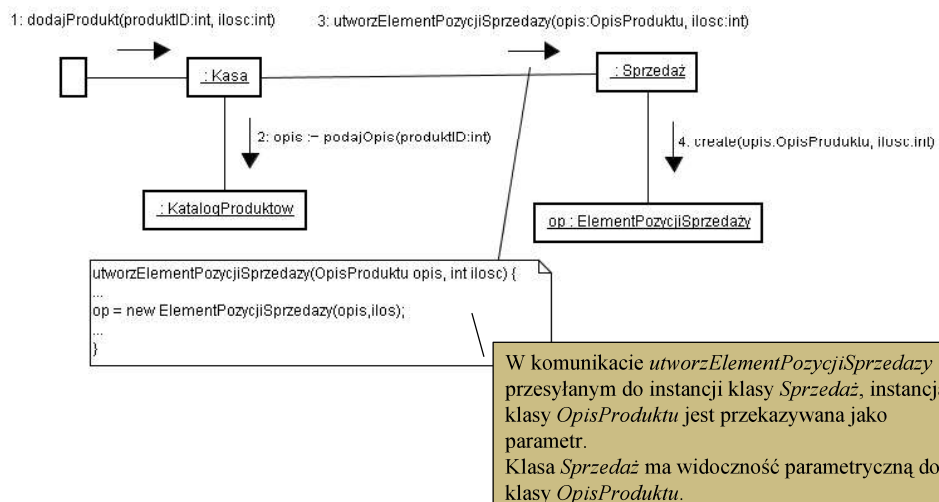 1: dodajProdukt(produktID:int, ilosc:int)
3: utworzElementPozycjiSprzedazy(opis:OpisProduktu, ilosc:int)
: Kasa
: Sprzedaż
2: opis := podajOpis(produktID:int)
4: create(opis:OpisProduktu, ilosc:int)
: KatalogProduktow
op : ElementPozycjiSprzedaży
utworzElementPozycjiSprzedazy(OpisProduktu opis, int ilosc) {
...
op = new ElementPozycjiSprzedazy(opis,ilos);
...
}
W komunikacie utworzElementPozycjiSprzedazy
przesyłanym do instancji klasy Sprzedaż, instancja
klasy OpisProduktu jest przekazywana jako
parametr.
Klasa Sprzedaż ma widoczność parametryczną do
klasy OpisProduktu.